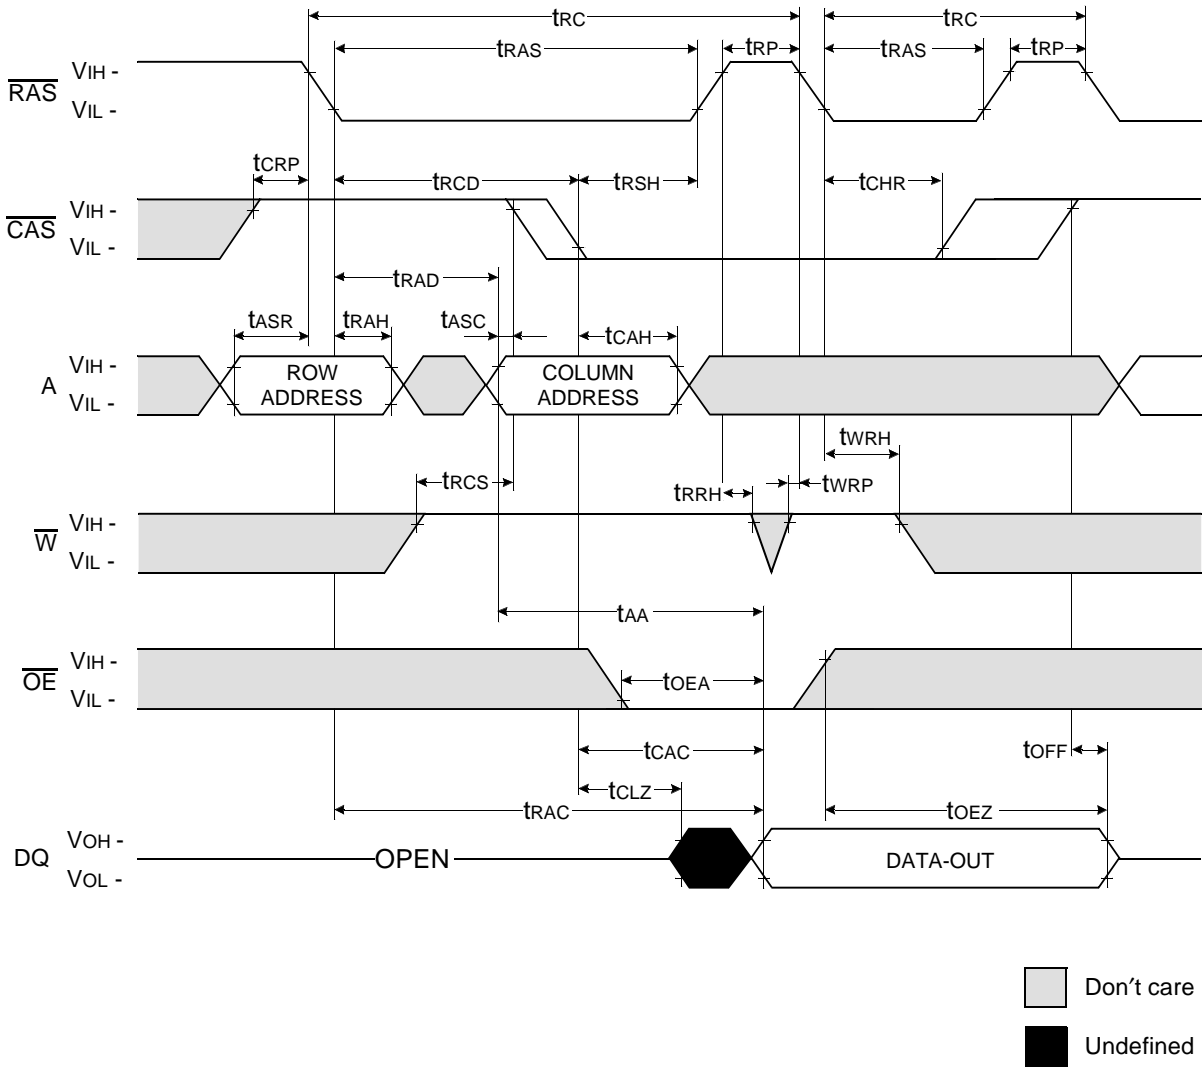 tRC tRC
tRAS tRP tRAS tRP
RAS VIH -
VIL -
tCRP tRCD tRSH tCHR
CAS VIH -
VIL -
tRAD
tASR tRAH tASC tCAH
A VIH -
VIL -
ROW
ADDRESS
COLUMN
ADDRESS
tWRH
tRCS tRRH tWRP
W VIH -
VIL -
tAA
OE VIH -
VIL -
tOEA
tCAC tOFF
tCLZ
tRAC tOEZ
DQ VOH -
VOL -
OPEN DATA-OUT
Don′t care
Undefined